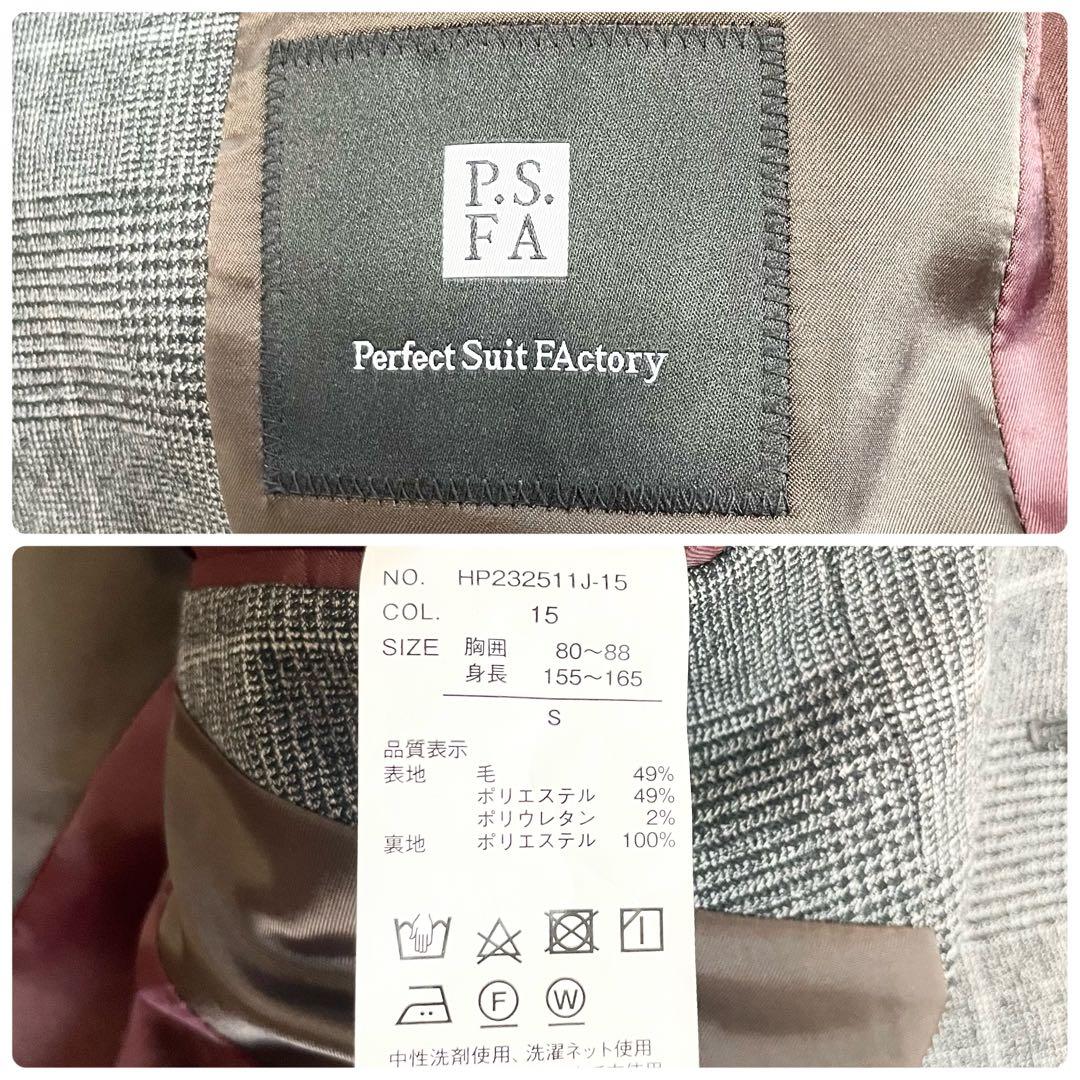 P.S.
FA
Perfect Suit FActory
NO. HP232511J-15
COL. 15
SIZE 胸囲 80〜88
身長 155〜165
S
品質表示
表地 毛 49%
ポリエステル 49%
ポリウレタン 2%
裏地 ポリエステル 100%
F W
中性洗剤使用、洗濯ネット使用